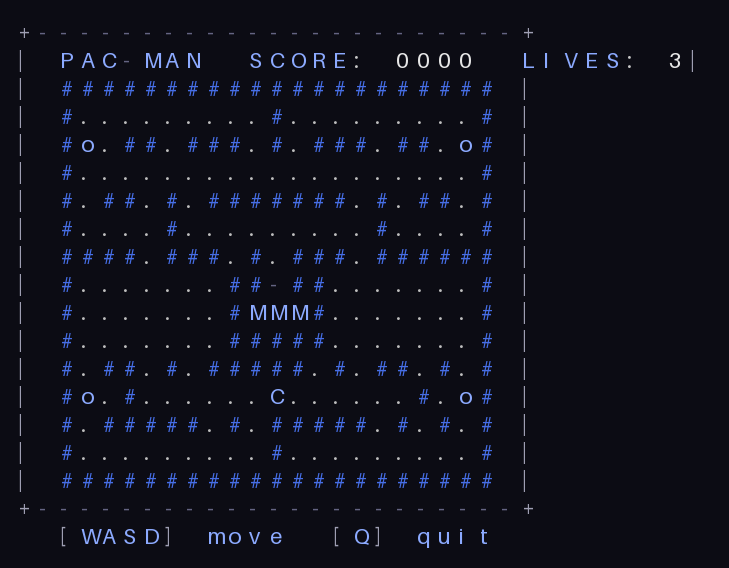 +-----------------------+
| PAC-MAN  SCORE: 0000  LIVES: 3|
| ##################### |
| #.........#.........# |
| #o.##.###.#.###.##.o# |
| #...................# |
| #.##.#.#######.#.##.# |
| #....#.........#....# |
| ####.###.#.###.###### |
| #.......##-##.......# |
| #.......#MMM#.......# |
| #.......#####.......# |
| #.##.#.#####.#.##.#.# |
| #o.#......C......#.o# |
| #.#####.#.#####.#.#.# |
| #.........#.........# |
| ##################### |
+-----------------------+
[WASD] move  [Q] quit